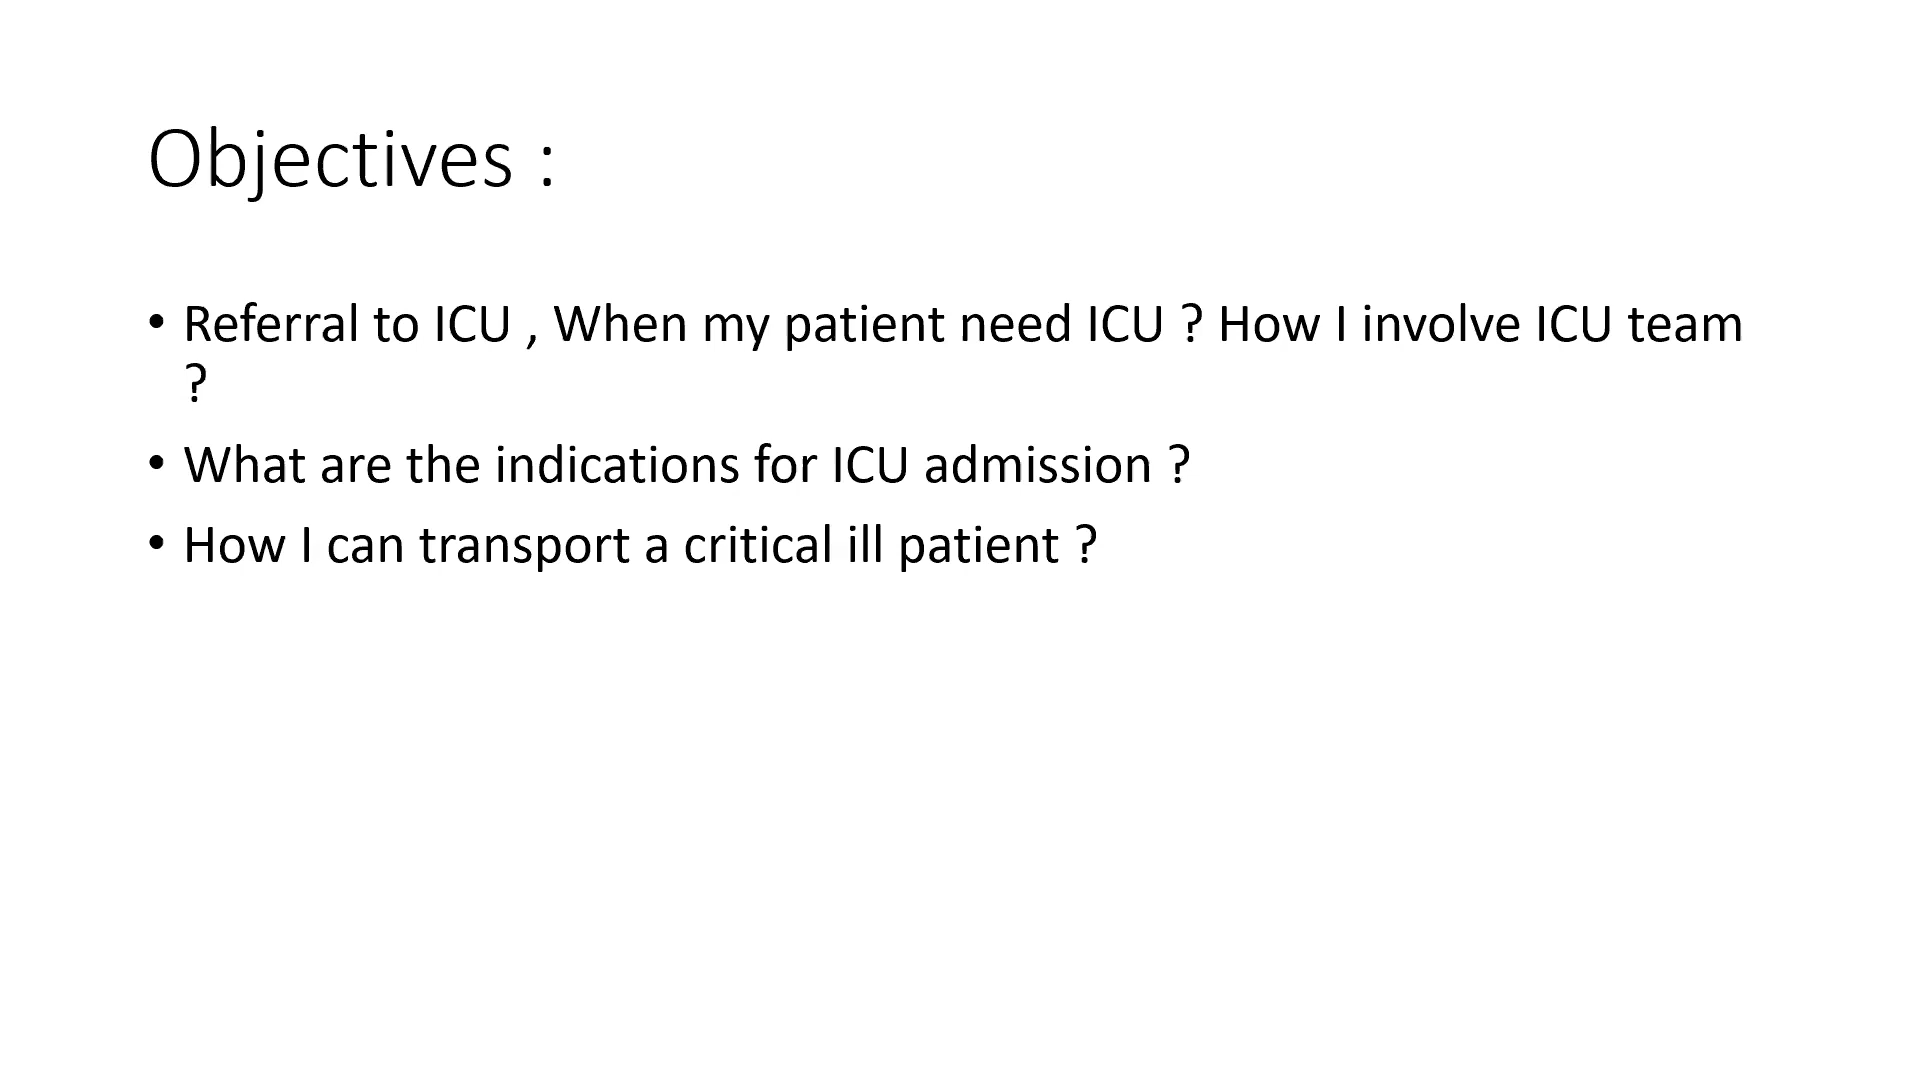 Objectives :
• Referral to ICU , When my patient need ICU ? How I involve ICU team
?
• What are the indications for ICU admission ?
• How I can transport a critical ill patient ?